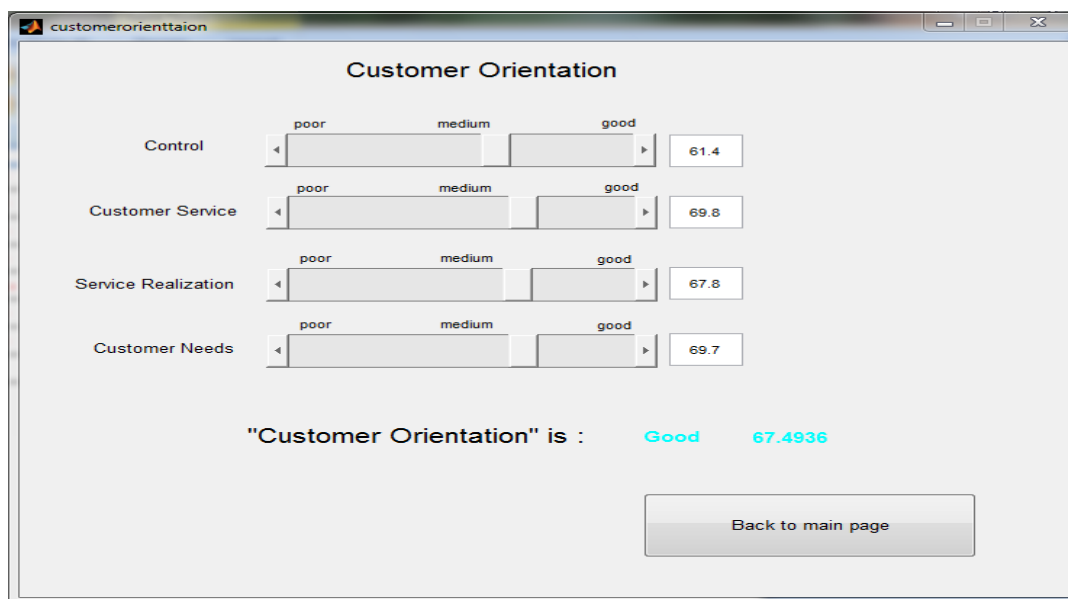 customerorienttaion
Customer Orientation
poor medium good
Control 61.4
poor medium good
Customer Service 69.8
poor medium good
Service Realization 67.8
poor medium good
Customer Needs 69.7
"Customer Orientation" is : Good 67.4936
Back to main page